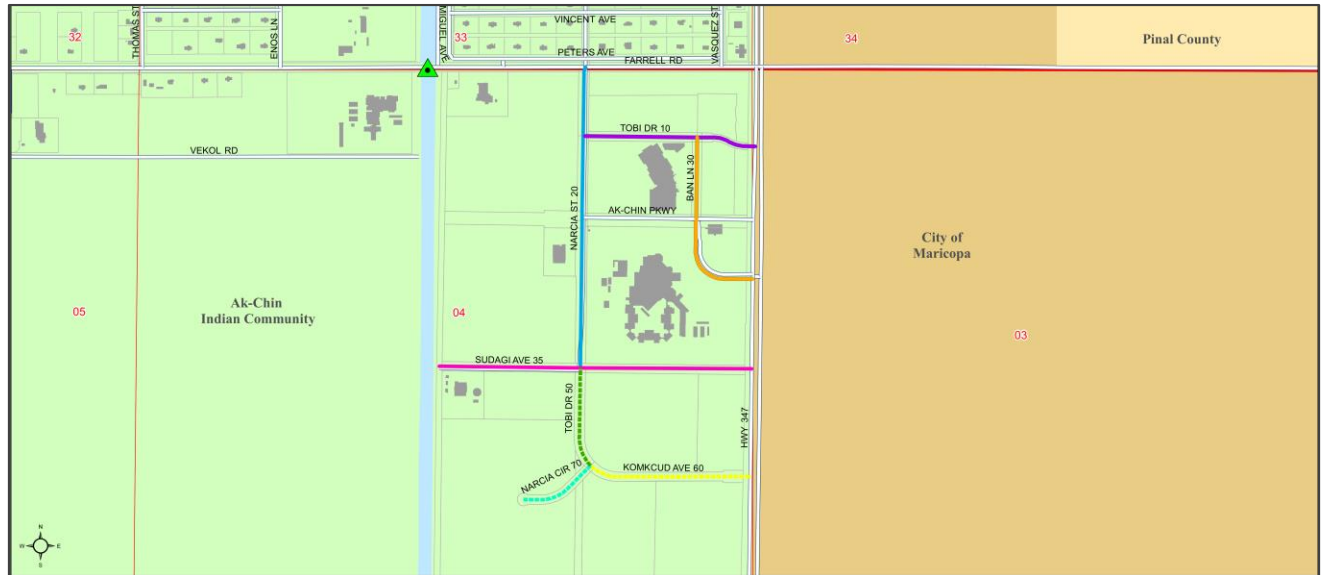 THOMAS ST
ENOS LN
MIGUEL AVE
VINCENT AVE
VASQUEZ ST
32
33
34
Pinal County
PETERS AVE
FARRELL RD
TOBI DR 10
VEKOL RD
BAN LN 30
NARCIA ST 20
AK-CHIN PKWY
City of
Maricopa
Ak-Chin
Indian Community
05
04
03
SUDAGI AVE 35
TOBI DR 50
HWY 347
NARCIA CIR 70
KOMKCUD AVE 60
N
W E
S